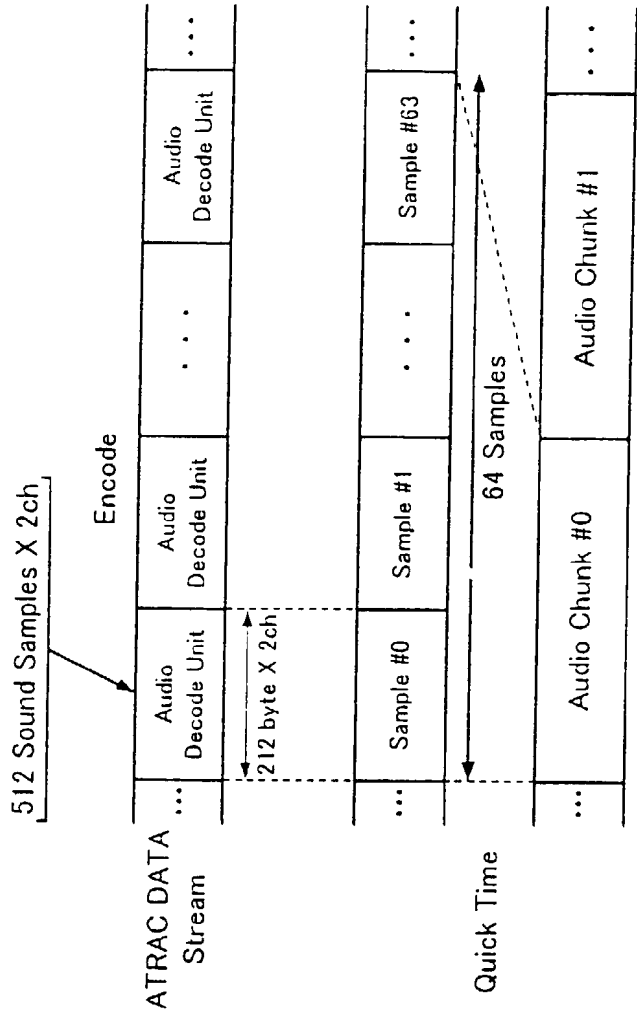 512 Sound Samples X 2ch
Encode
ATRAC DATA
Stream
...
Audio
Decode Unit
Audio
Decode Unit
. . . .
Audio
Decode Unit
. . .
212 byte X 2ch
...
Sample #0
Sample #1
. . . .
Sample #63
. . .
64 Samples
Quick Time
...
Audio Chunk #0
Audio Chunk #1
. . .